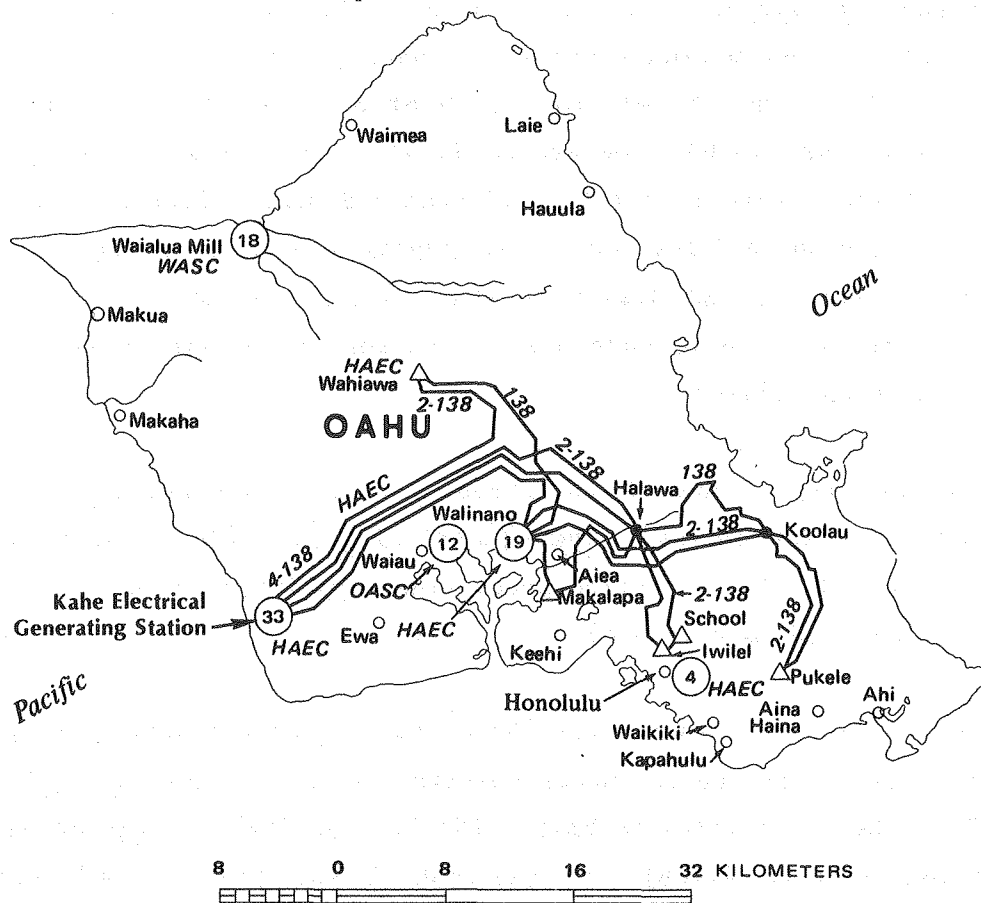 Waimea
Laie
Hauula
Waialua Mill
WASC
18
Ocean
Makua
HAEC
Wahiawa
2-138
138
Makaha
OAHU
2-138
HAEC
Halawa
138
Walinano
2-138
Koolau
12
19
Waiau
4-138
OASC
Aiea
Makalapa
2-138
Kahe Electrical
Generating Station
33
HAEC
Ewa
HAEC
School
2-138
Keehi
Iwilel
Pacific
Honolulu
4
HAEC
Pukele
Aina
Haina
Ahi
Waikiki
Kapahulu
8 0 8 16 32 KILOMETERS